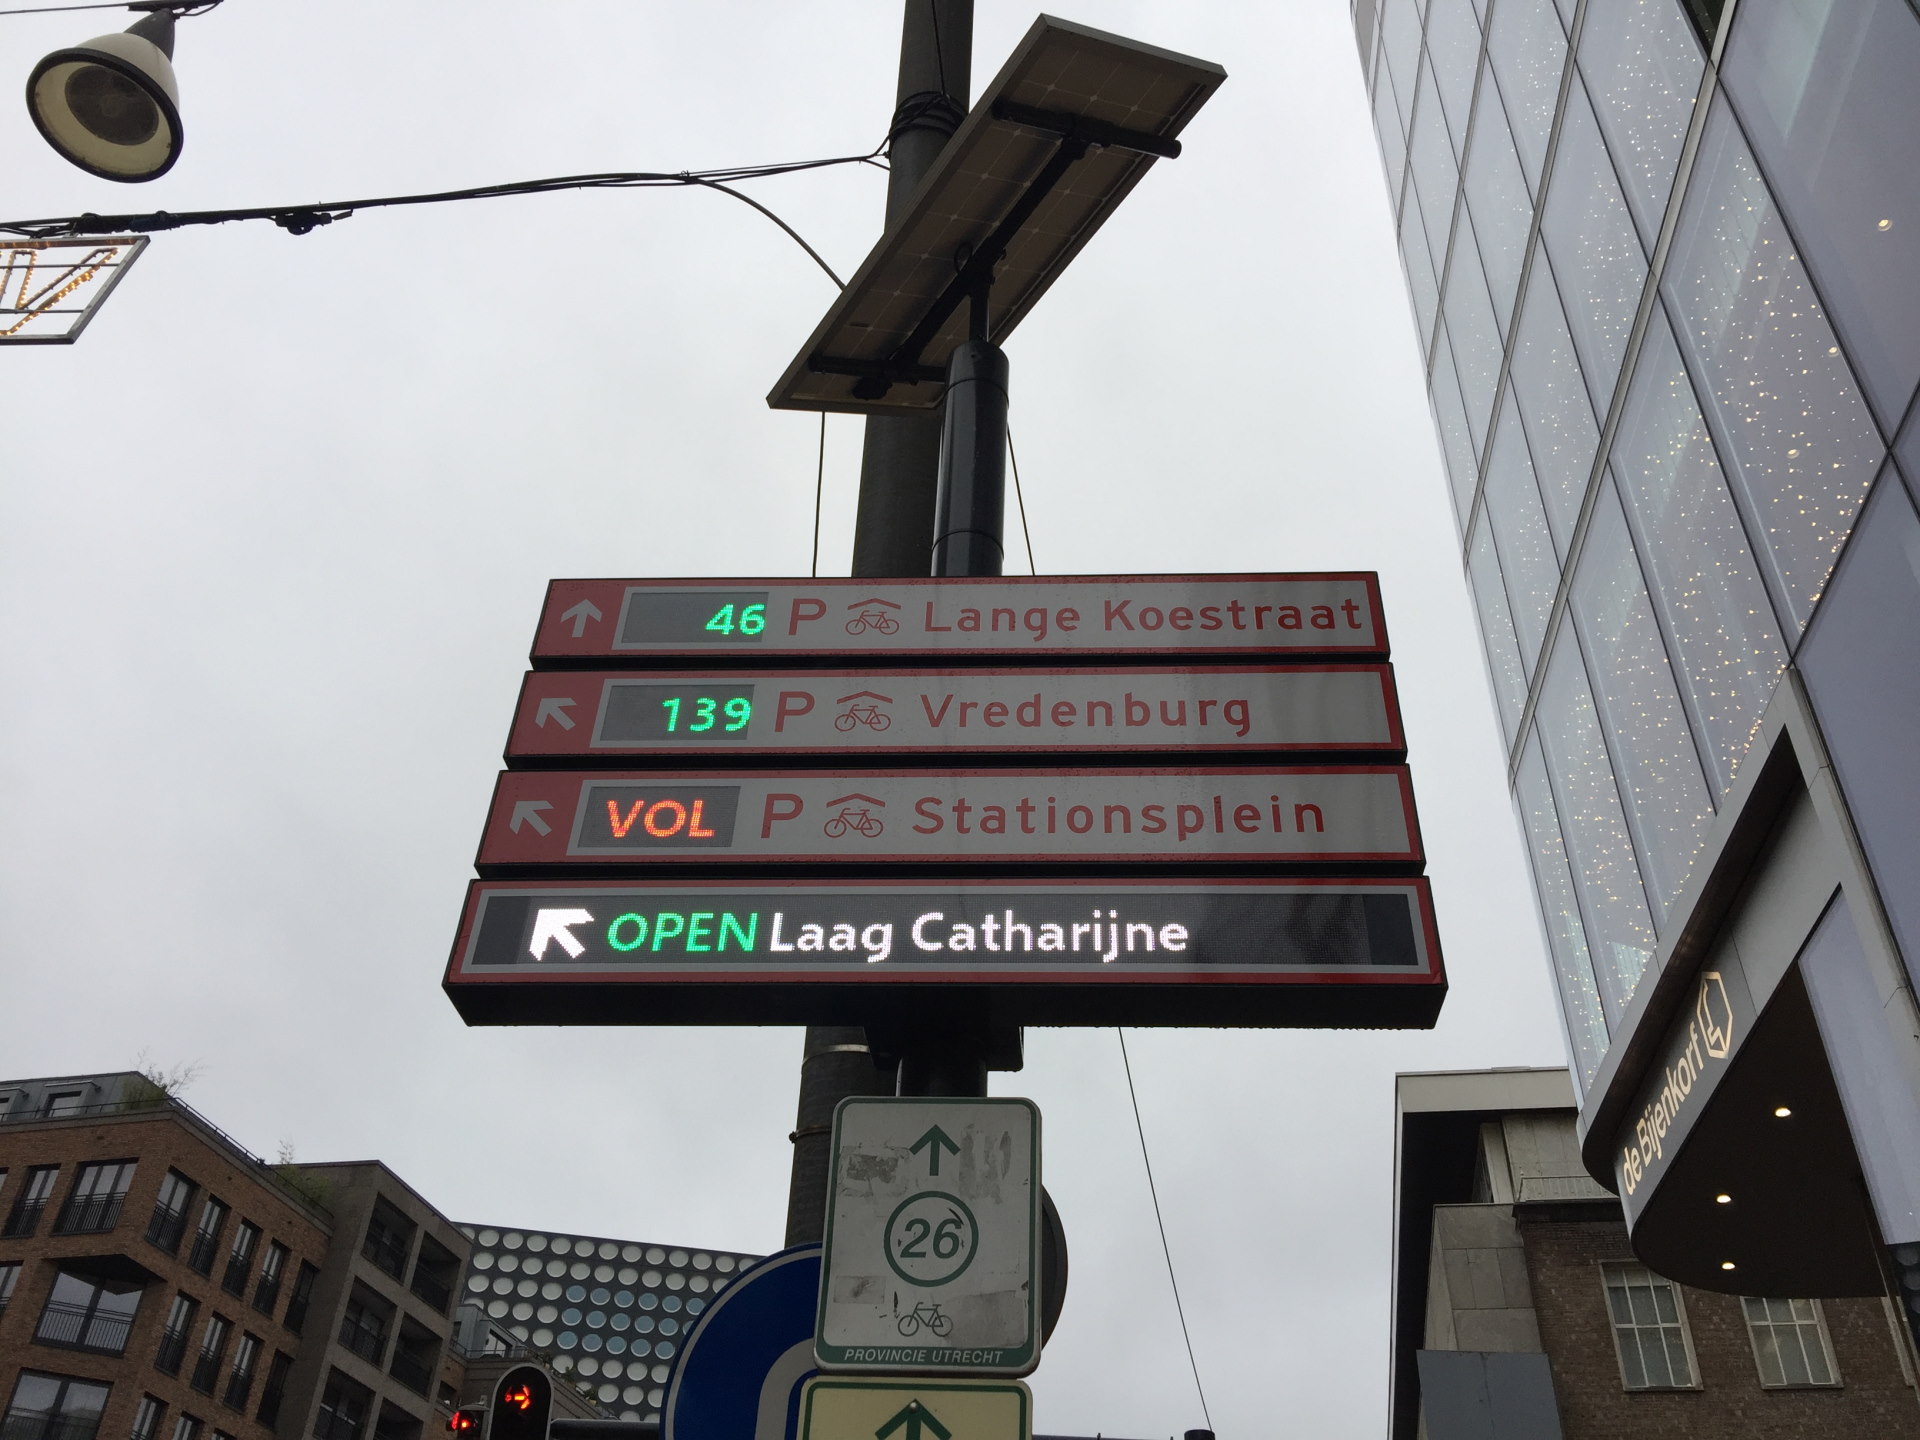 46 P Lange Koestraat
139 P Vredenburg
VOL P Stationsplein
OPEN Laag Catharijne
de Bijenkorf
26
PROVINCIE UTRECHT